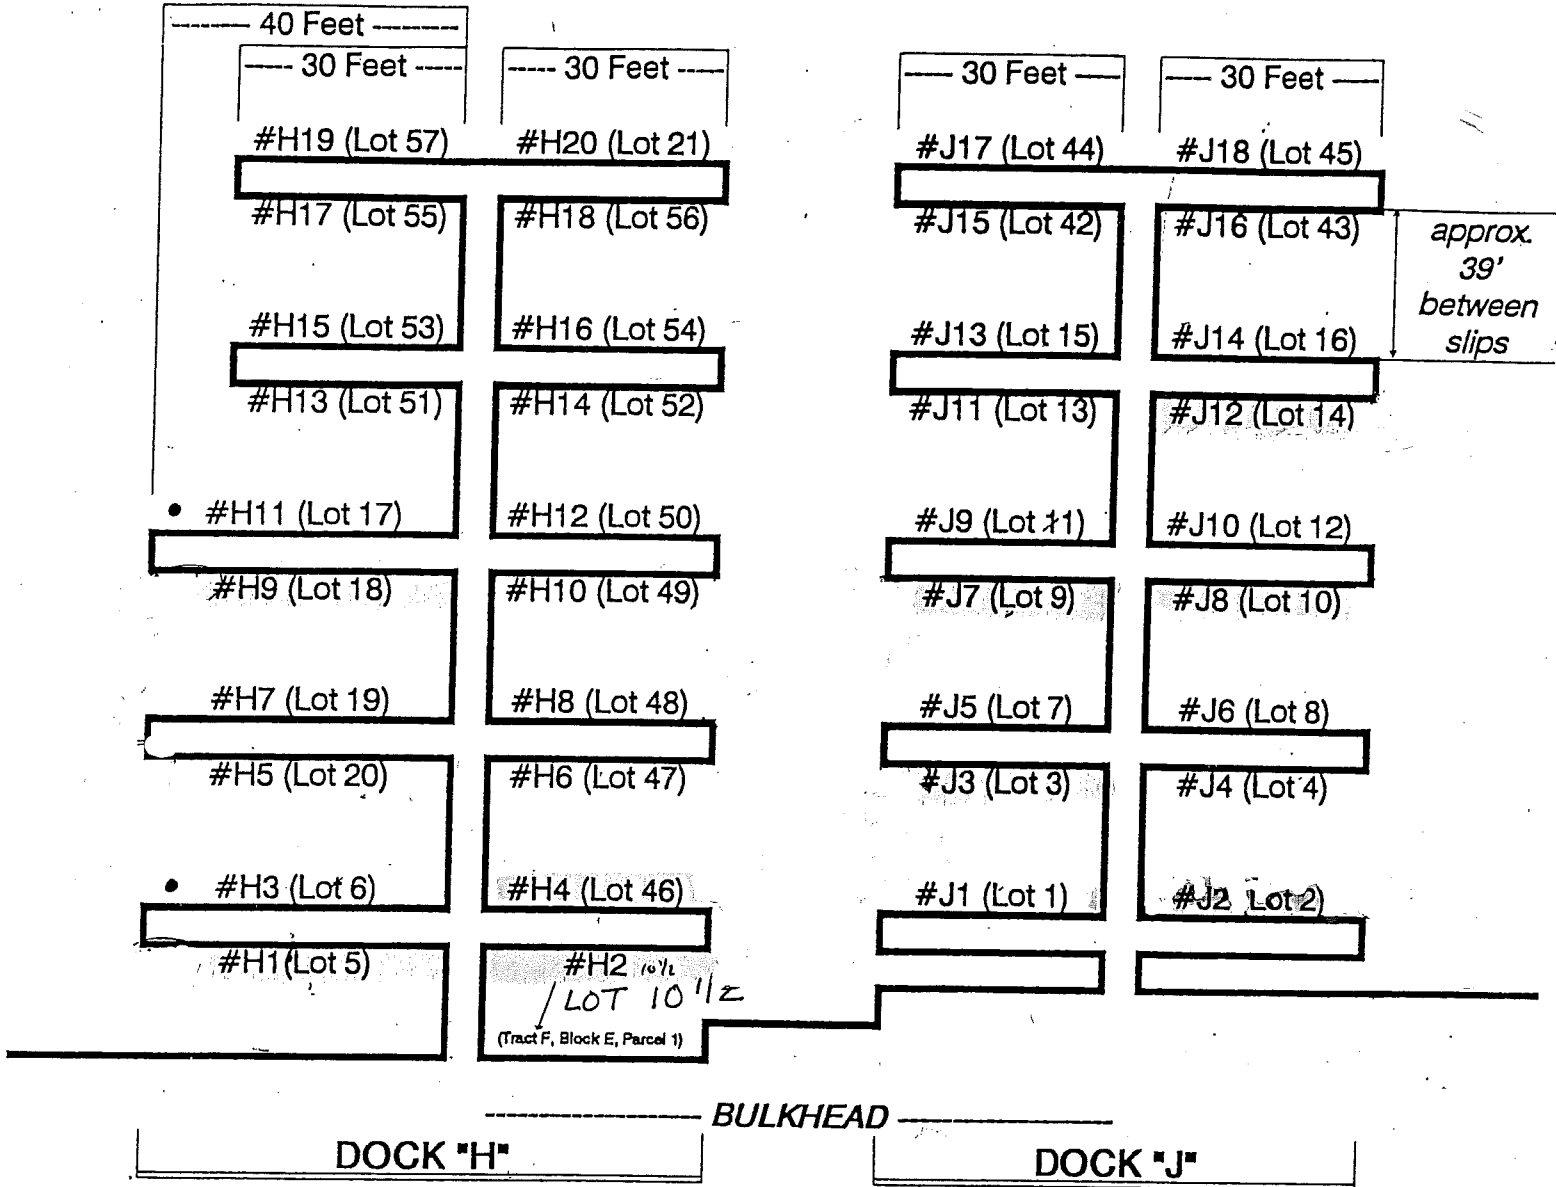 40 Feet
30 Feet 30 Feet 30 Feet 30 Feet
#H19 (Lot 57) #H20 (Lot 21) #J17 (Lot 44) #J18 (Lot 45)
#H17 (Lot 55) #H18 (Lot 56) #J15 (Lot 42) #J16 (Lot 43)
approx.
39'
between
slips
#H15 (Lot 53) #H16 (Lot 54) #J13 (Lot 15) #J14 (Lot 16)
#H13 (Lot 51) #H14 (Lot 52) #J11 (Lot 13) #J12 (Lot 14)
#H11 (Lot 17) #H12 (Lot 50) #J9 (Lot 11) #J10 (Lot 12)
#H9 (Lot 18) #H10 (Lot 49) #J7 (Lot 9) #J8 (Lot 10)
#H7 (Lot 19) #H8 (Lot 48) #J5 (Lot 7) #J6 (Lot 8)
#H5 (Lot 20) #H6 (Lot 47) #J3 (Lot 3) #J4 (Lot 4)
#H3 (Lot 6) #H4 (Lot 46) #J1 (Lot 1) #J2 Lot 2)
#H1(Lot 5) #H2 10½
LOT 10 1/2
(Tract F, Block E, Parcel 1)
BULKHEAD
DOCK "H" DOCK "J"